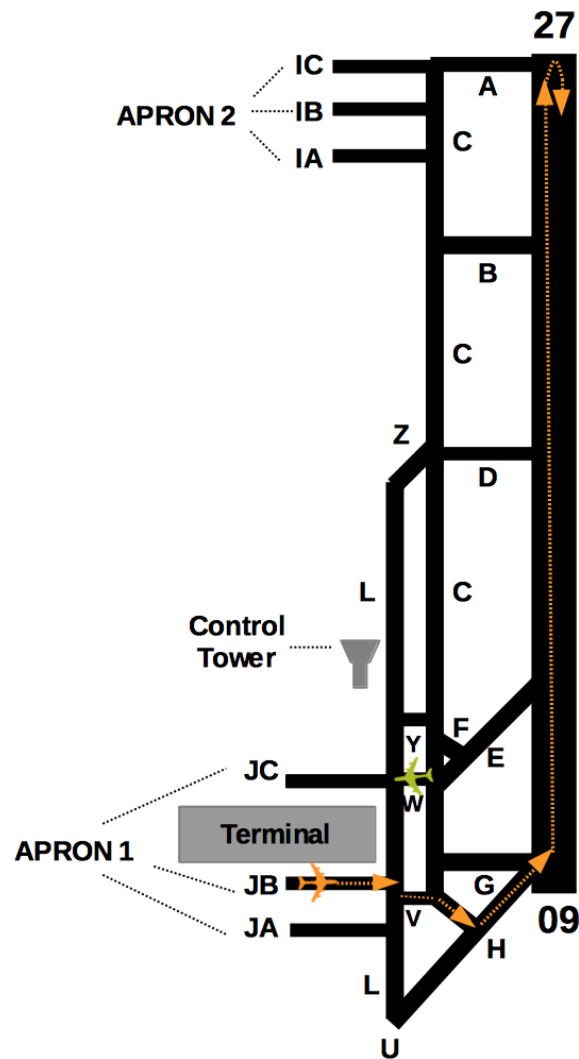 27
IC
A
APRON 2
IB
C
IA
B
C
Z
D
L
C
Control
Tower
F
Y
E
JC
W
Terminal
APRON 1
JB
G
V
09
JA
H
L
U